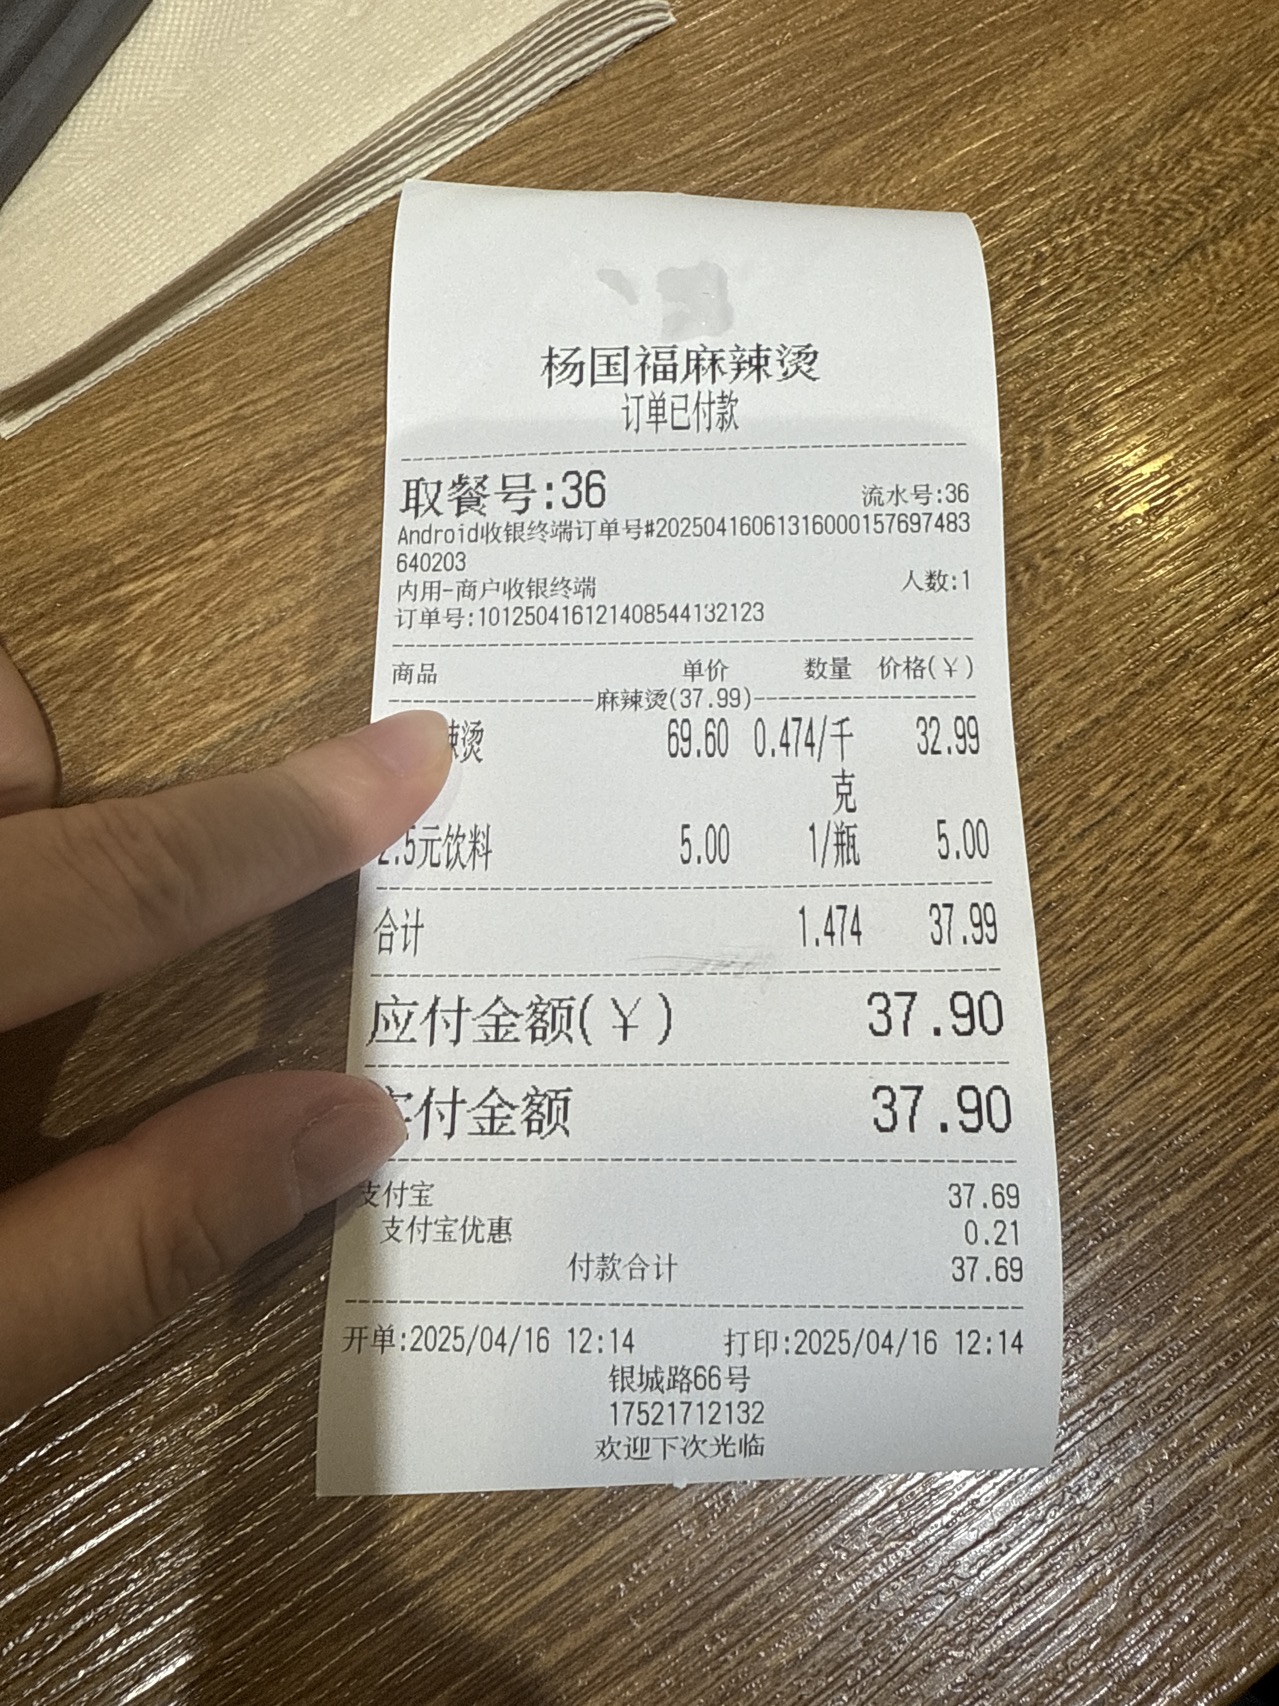 杨国福麻辣烫
订单已付款
取餐号:36 流水号:36
Android收银终端订单号#20250416061316000157697483
640203
内用-商户收银终端 人数:1
订单号:101250416121408544132123
商品 单价 数量 价格(￥)
麻辣烫(37.99)
辣烫 69.60 0.474/千 32.99
克
2.5元饮料 5.00 1/瓶 5.00
合计 1.474 37.99
应付金额(￥) 37.90
实付金额 37.90
支付宝 37.69
支付宝优惠 0.21
付款合计 37.69
开单:2025/04/16 12:14 打印:2025/04/16 12:14
银城路66号
17521712132
欢迎下次光临